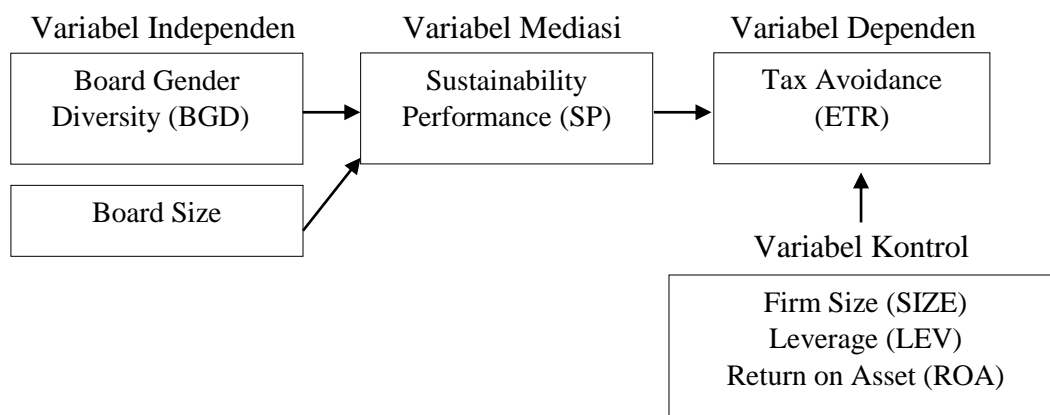 Variabel Independen
Board Gender
Diversity (BGD)
Board Size
Variabel Mediasi
Sustainability
Performance (SP)
Variabel Dependen
Tax Avoidance
(ETR)
Variabel Kontrol
Firm Size (SIZE)
Leverage (LEV)
Return on Asset (ROA)